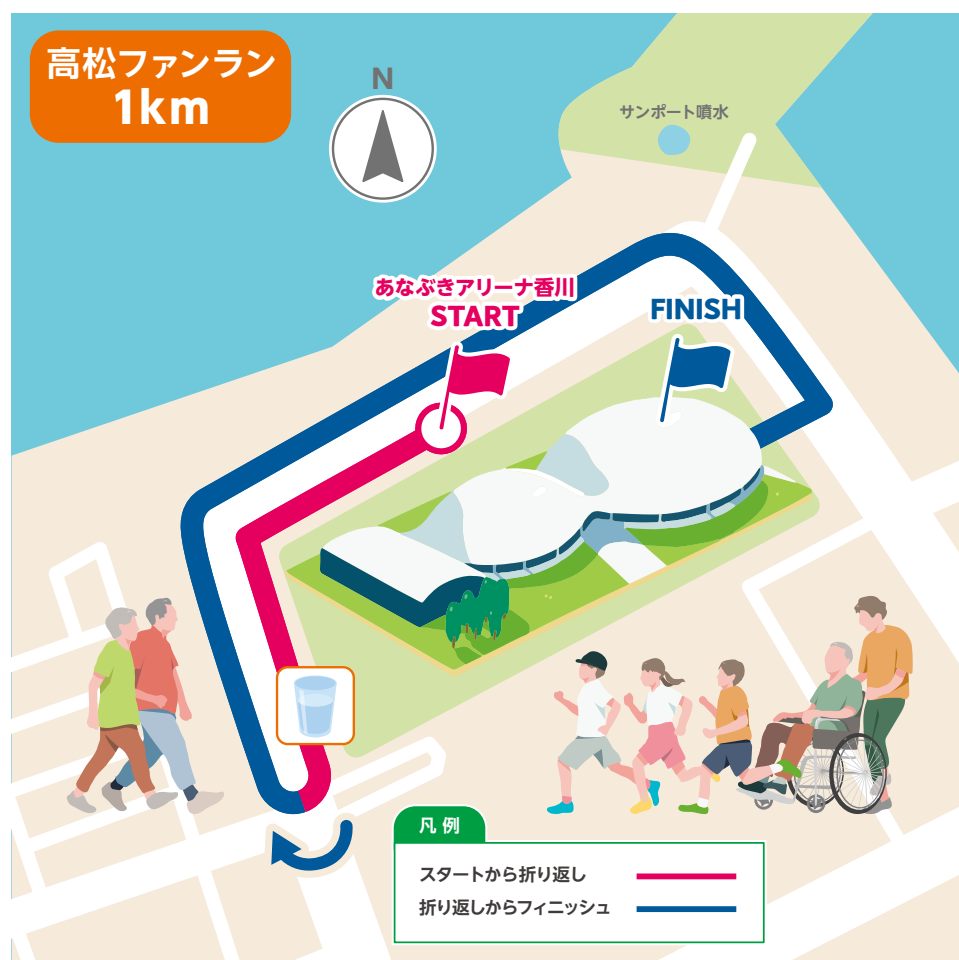 高松ファンラン
1km
N
サンポート噴水
あなぶきアリーナ香川
START
FINISH
凡例
スタートから折り返し
折り返しからフィニッシュ